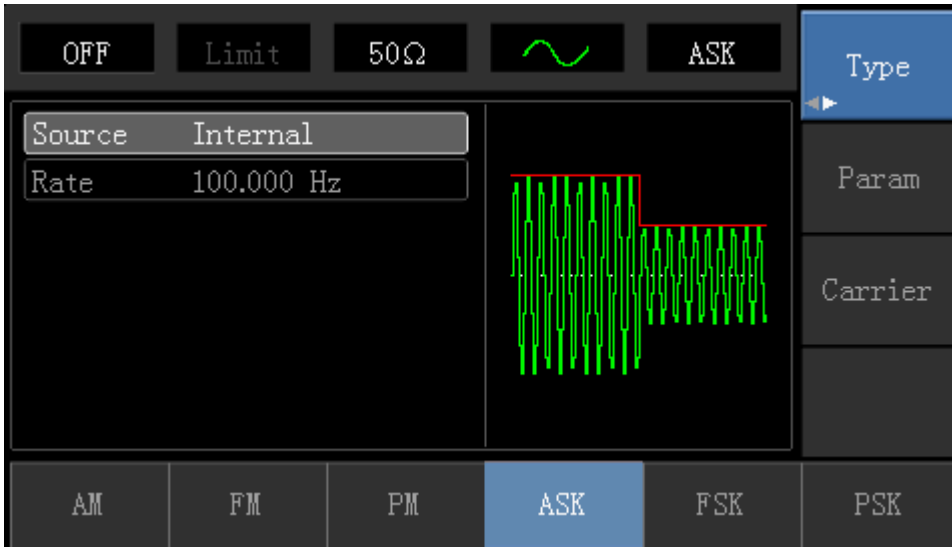 OFF Limit 50Ω ASK Type
Source Internal
Rate 100.000 Hz
Param
Carrier
AM FM PM ASK FSK PSK